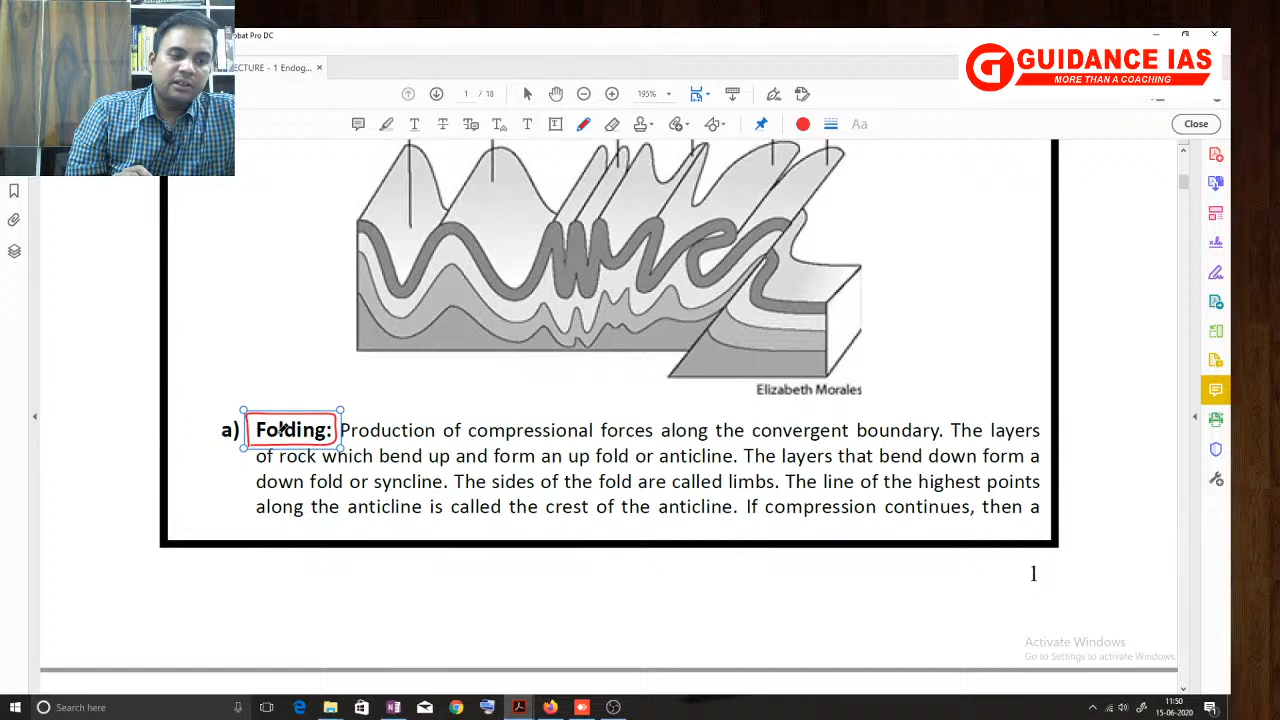 obat Pro DC
GUIDANCE IAS
MORE THAN A COACHING
ECTURE - 1 Endog...
/ 18
195%
Aa
Close
Elizabeth Morales
a) Folding: Production of compressional forces along the convergent boundary. The layers
of rock which bend up and form an up fold or anticline. The layers that bend down form a
down fold or syncline. The sides of the fold are called limbs. The line of the highest points
along the anticline is called the crest of the anticline. If compression continues, then a
1
Activate Windows
Go to Settings to activate Windows.
Search here
11:50
15-06-2020